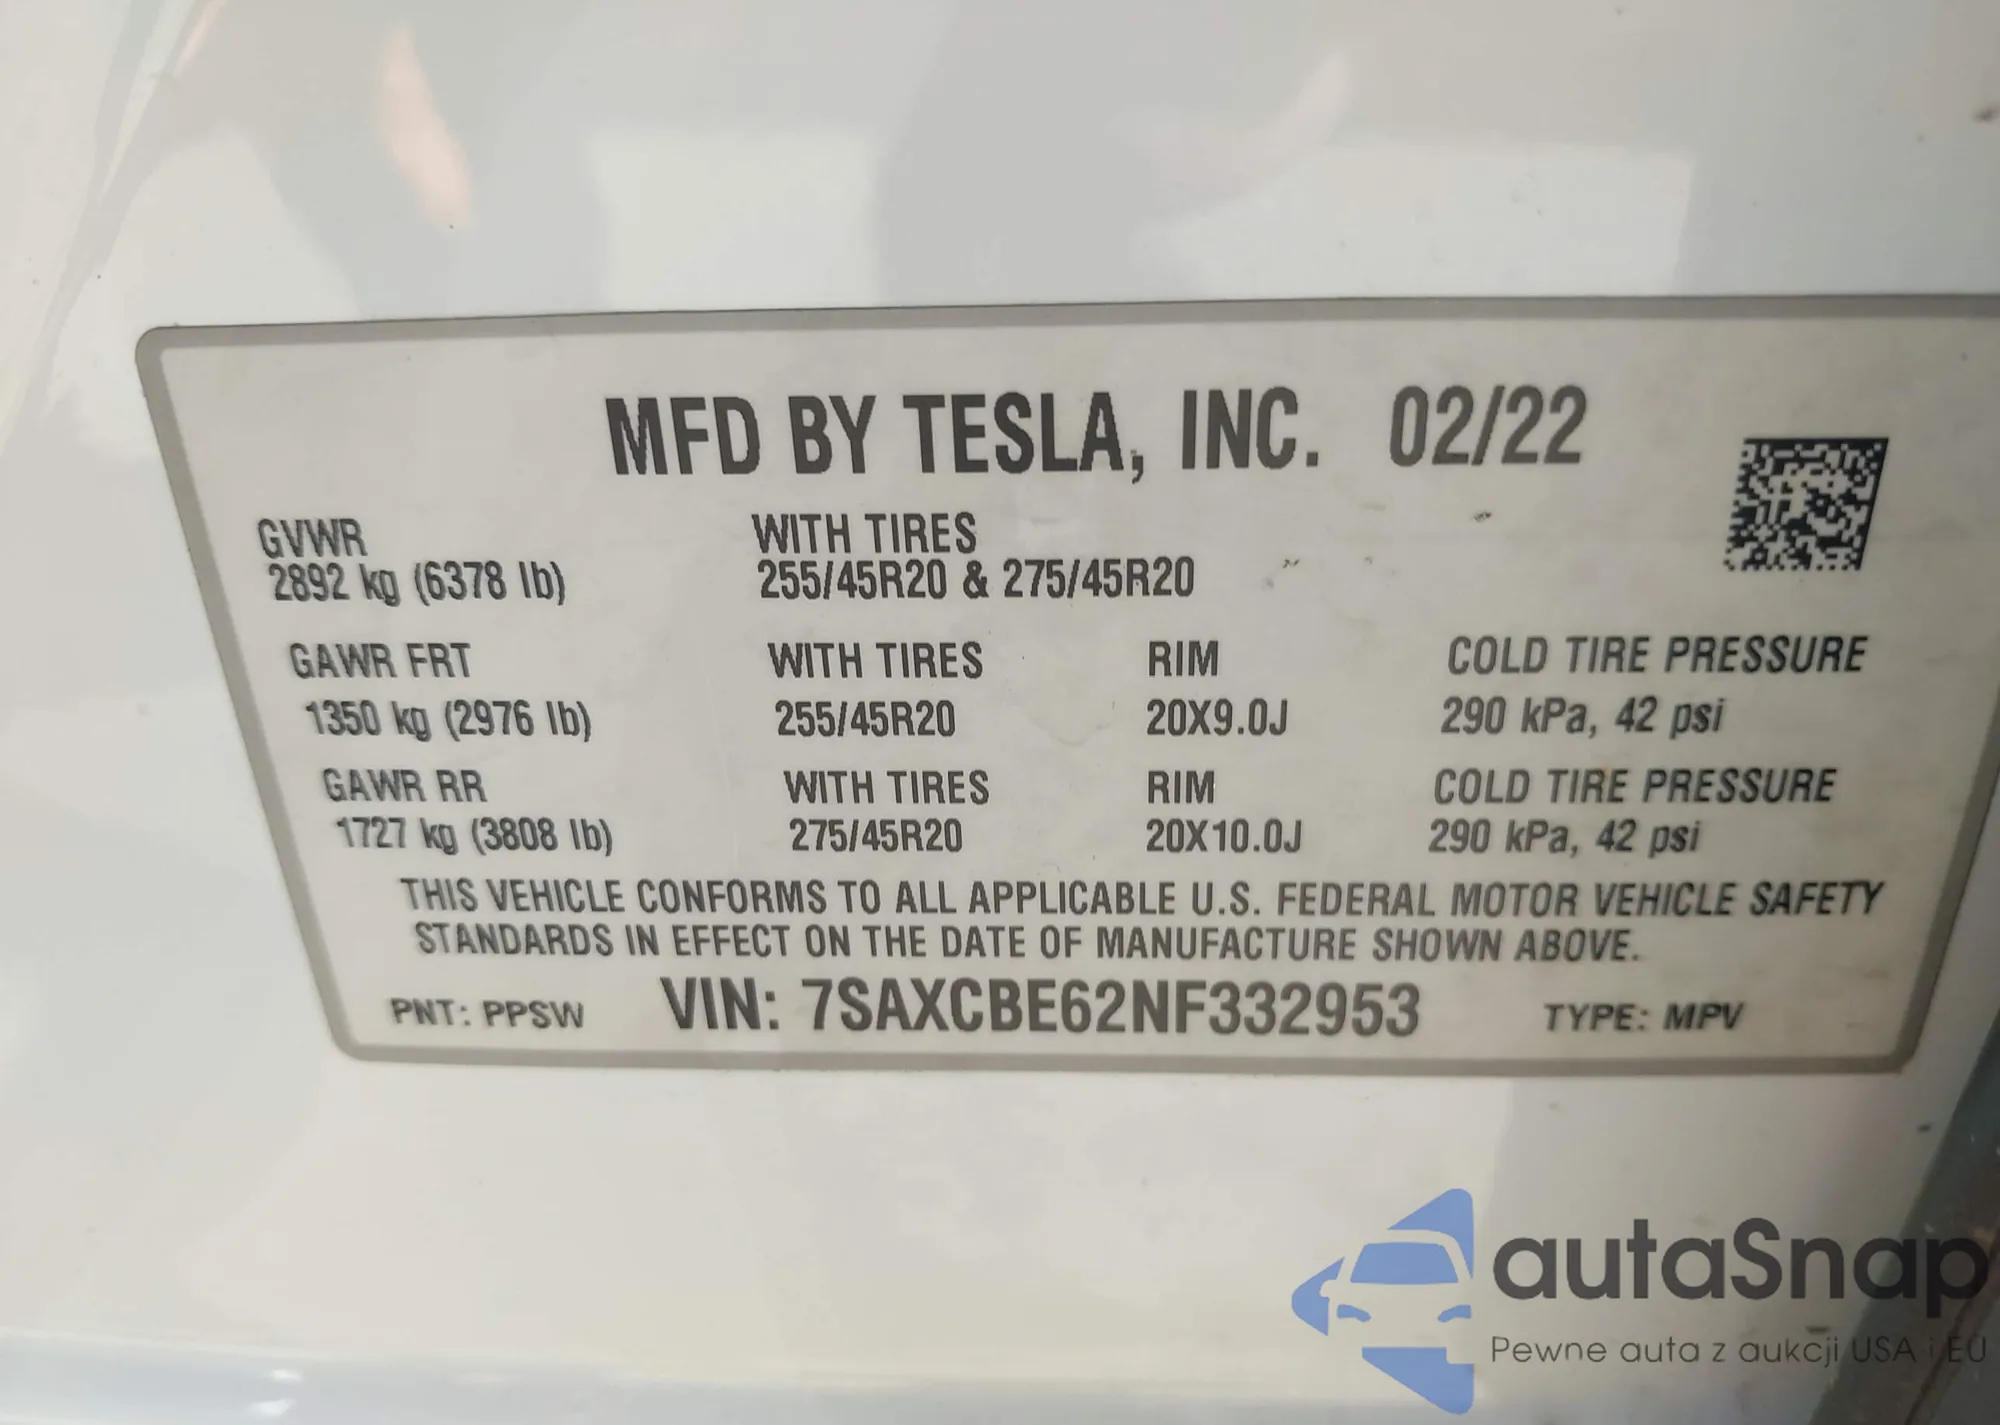 MFD BY TESLA, INC. 02/22
GVWR WITH TIRES
2892 kg (6378 lb) 255/45R20 & 275/45R20
GAWR FRT WITH TIRES RIM COLD TIRE PRESSURE
1350 kg (2976 lb) 255/45R20 20X9.0J 290 kPa, 42 psi
GAWR RR WITH TIRES RIM COLD TIRE PRESSURE
1727 kg (3808 lb) 275/45R20 20X10.0J 290 kPa, 42 psi
THIS VEHICLE CONFORMS TO ALL APPLICABLE U.S. FEDERAL MOTOR VEHICLE SAFETY
STANDARDS IN EFFECT ON THE DATE OF MANUFACTURE SHOWN ABOVE.
PNT: PPSW VIN: 7SAXCBE62NF332953 TYPE: MPV
autaSnap
Pewne auta z aukcji USA i EU